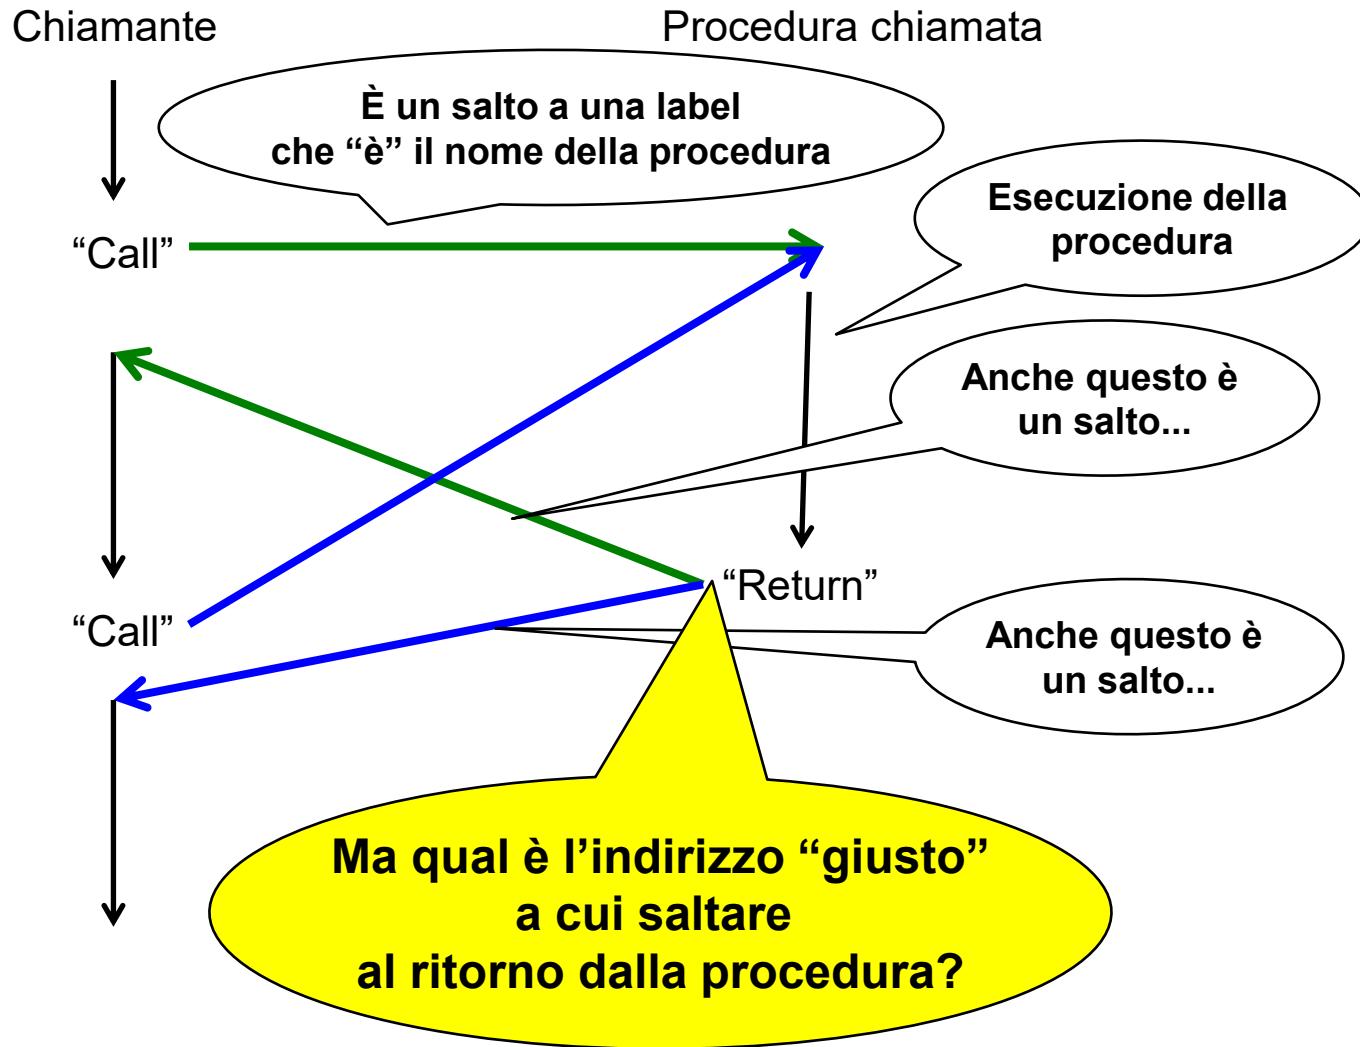 Chiamante
Procedura chiamata
È un salto a una label
che “è” il nome della procedura
Esecuzione della
procedura
“Call”
Anche questo è
un salto...
“Return”
“Call”
Anche questo è
un salto...
Ma qual è l’indirizzo “giusto”
a cui saltare
al ritorno dalla procedura?